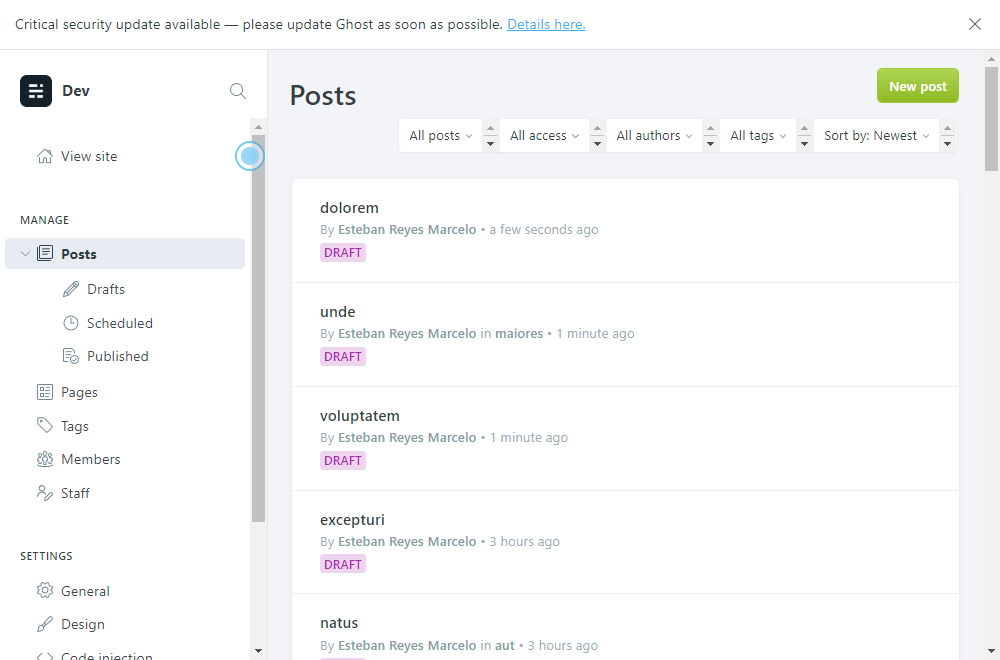 Critical security update available — please update Ghost as soon as possible. Details here.
Dev
View site
MANAGE
Posts
Drafts
Scheduled
Published
Pages
Tags
Members
Staff
SETTINGS
General
Design
Code injection
Posts
New post
All posts
All access
All authors
All tags
Sort by: Newest
dolorem
By Esteban Reyes Marcelo • a few seconds ago
DRAFT
unde
By Esteban Reyes Marcelo in maiores • 1 minute ago
DRAFT
voluptatem
By Esteban Reyes Marcelo • 1 minute ago
DRAFT
excepturi
By Esteban Reyes Marcelo • 3 hours ago
DRAFT
natus
By Esteban Reyes Marcelo in aut • 3 hours ago